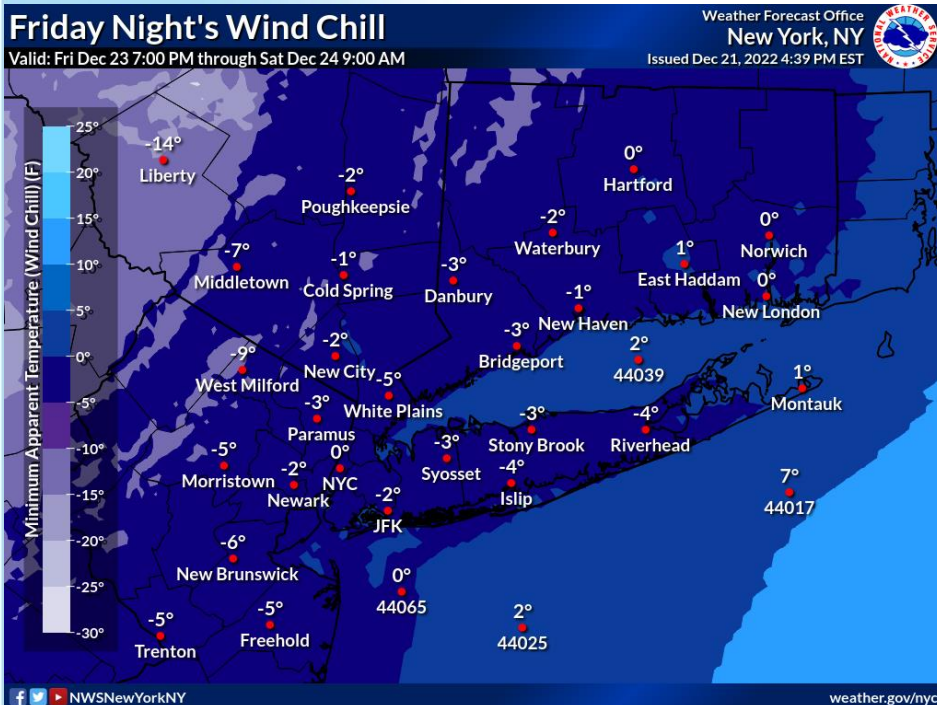 Friday Night's Wind Chill
Valid: Fri Dec 23 7:00 PM through Sat Dec 24 9:00 AM
Weather Forecast Office
New York, NY
Issued Dec 21, 2022 4:39 PM EST
NATIONAL WEATHER SERVICE
Minimum Apparent Temperature (Wind Chill) (F)
25°
20°
15°
10°
5°
0°
-5°
-10°
-15°
-20°
-25°
-30°
-14°
Liberty
-2°
Poughkeepsie
0°
Hartford
-7°
Middletown
-1°
Cold Spring
-3°
Danbury
-2°
Waterbury
1°
East Haddam
0°
Norwich
0°
New London
-1°
New Haven
-3°
Bridgeport
2°
44039
1°
Montauk
-9°
West Milford
-2°
New City
-5°
White Plains
-3°
Paramus
-3°
Stony Brook
-4°
Riverhead
-5°
Morristown
-2°
Newark
0°
NYC
-3°
Syosset
-4°
Islip
-2°
JFK
7°
44017
-6°
New Brunswick
0°
44065
2°
44025
-5°
Trenton
-5°
Freehold
NWSNewYorkNY
weather.gov/nyc